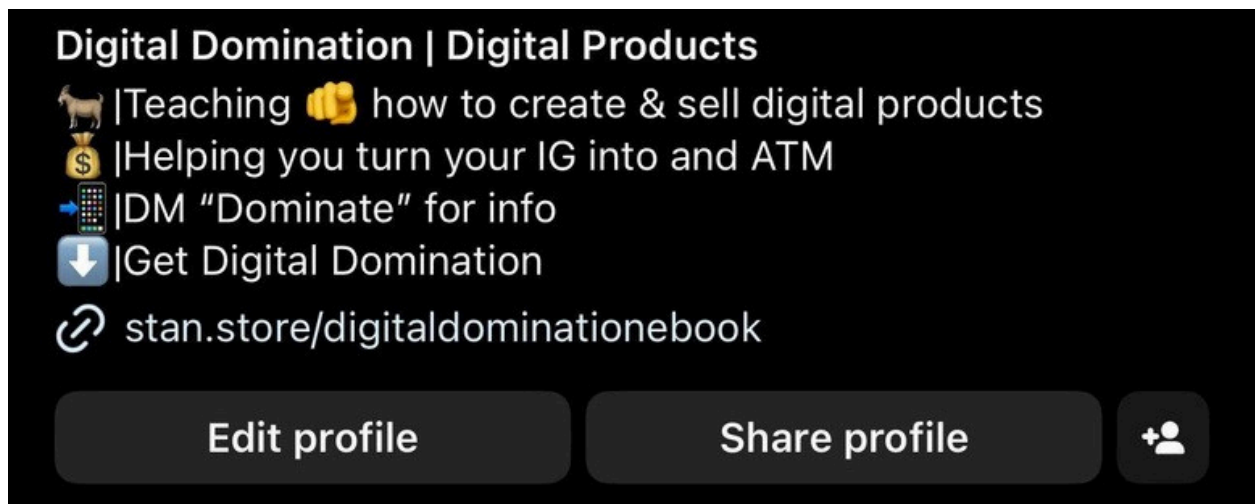 Digital Domination | Digital Products
🐐|Teaching 🫵 how to create & sell digital products
💰|Helping you turn your IG into and ATM
📲|DM “Dominate” for info
⬇️|Get Digital Domination
stan.store/digitaldominationebook
Edit profile
Share profile